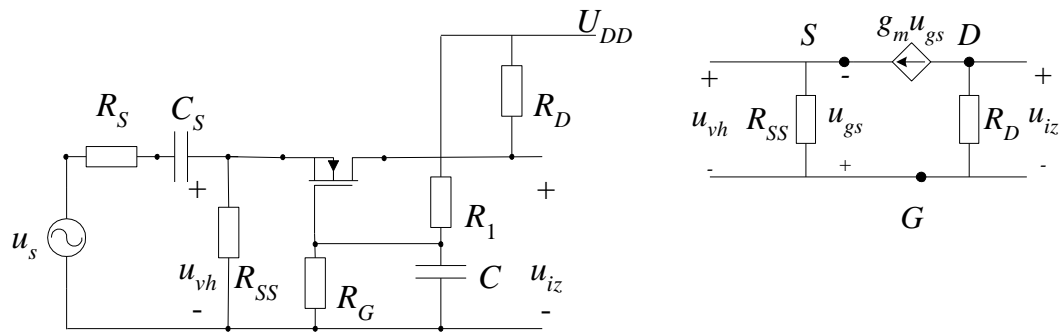 U_DD
R_S
C_S
R_D
+
+
R_1
u_s
u_vh
R_SS
R_G
C
u_iz
-
-
S
g_m u_gs
D
+
-
+
u_vh
R_SS
u_gs
R_D
u_iz
-
+
-
G